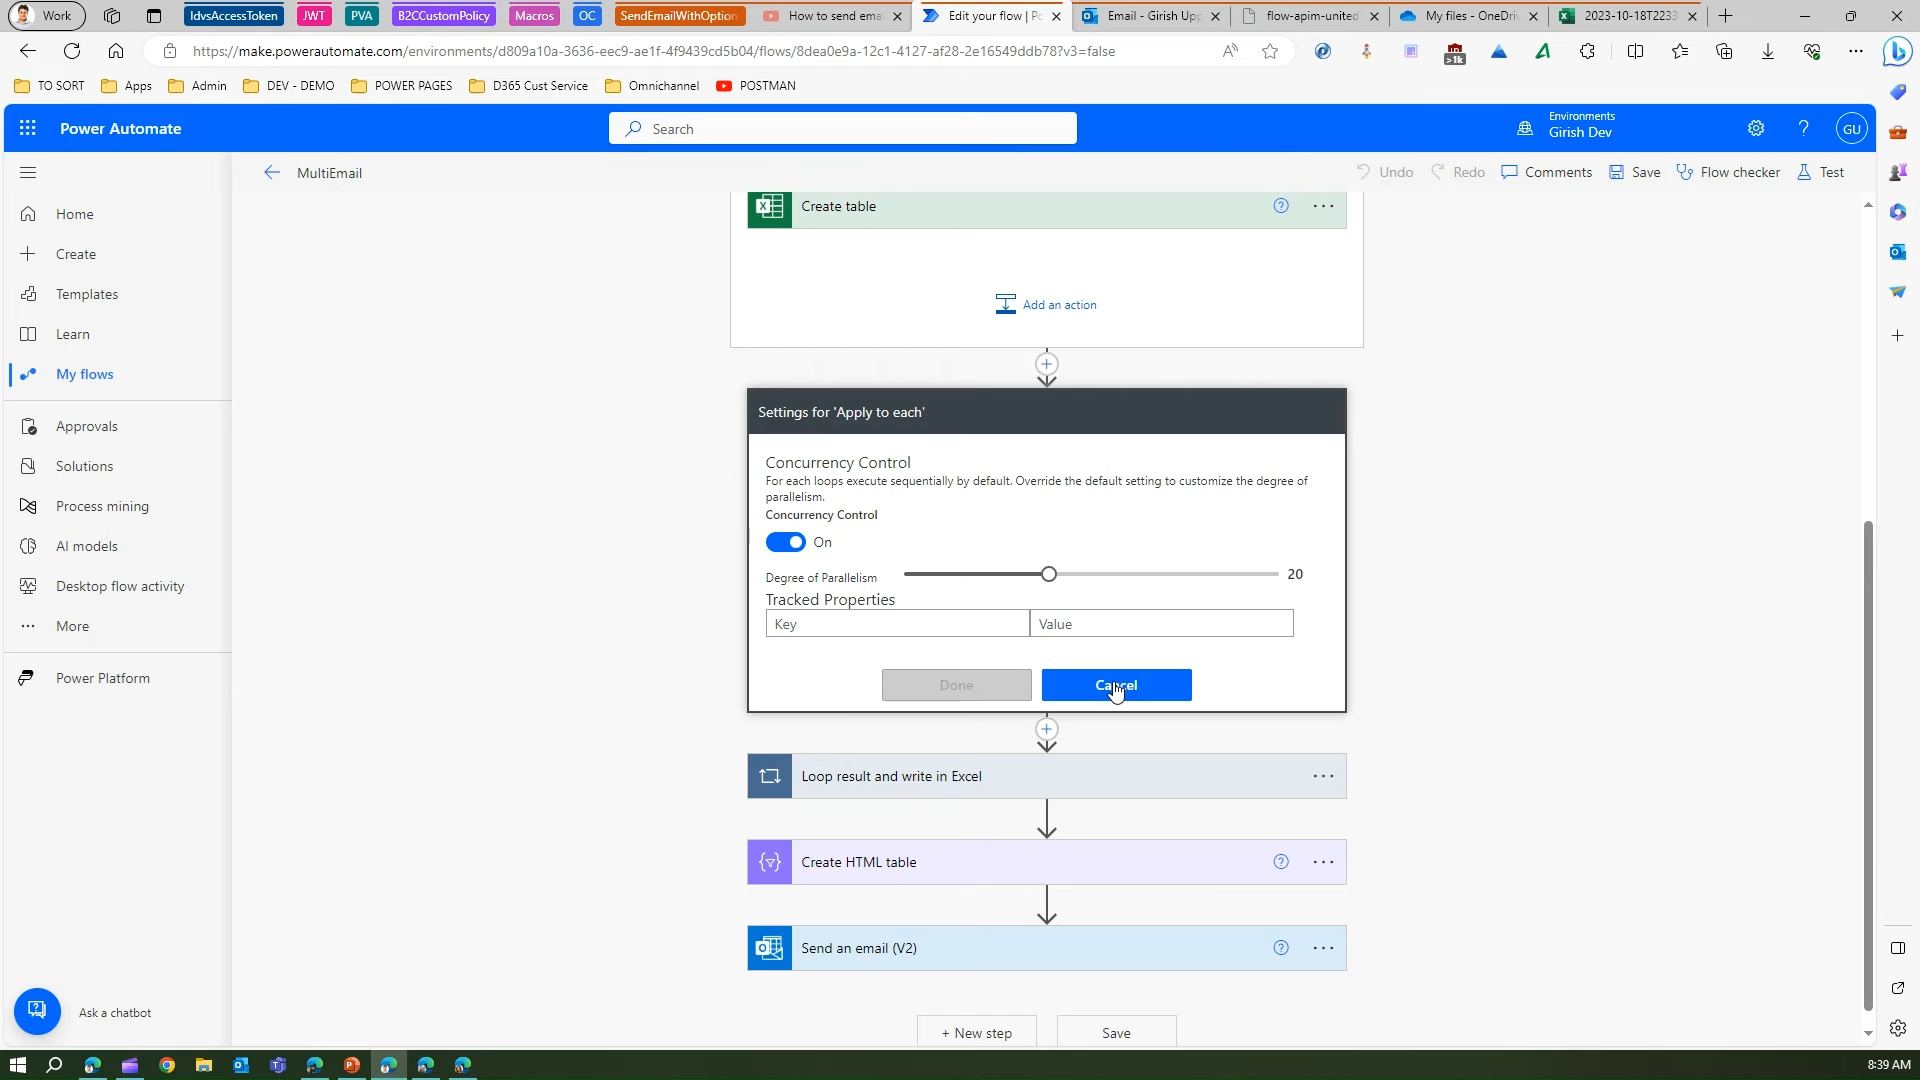 Work
IdvsAccessToken
JWT
PVA
B2CCustomPolicy
Macros
OC
SendEmailWithOption
How to send ema
Edit your flow | Po
Email - Girish Upp
flow-apim-united
My files - OneDri
2023-10-18T2233
https://make.powerautomate.com/environments/d809a10a-3636-eec9-ae1f-4f9439cd5b04/flows/8dea0e9a-12c1-4127-af28-2e16549ddb78?v3=false
>1k
TO SORT
Apps
Admin
DEV - DEMO
POWER PAGES
D365 Cust Service
Omnichannel
POSTMAN
Power Automate
Search
Environments
Girish Dev
GU
MultiEmail
Undo
Redo
Comments
Save
Flow checker
Test
Home
Create
Templates
Learn
My flows
Approvals
Solutions
Process mining
AI models
Desktop flow activity
More
Power Platform
Ask a chatbot
Create table
Add an action
Settings for 'Apply to each'
Concurrency Control
For each loops execute sequentially by default. Override the default setting to customize the degree of
parallelism.
Concurrency Control
On
Degree of Parallelism
20
Tracked Properties
Key
Value
Done
Cancel
Loop result and write in Excel
Create HTML table
Send an email (V2)
+ New step
Save
8:39 AM